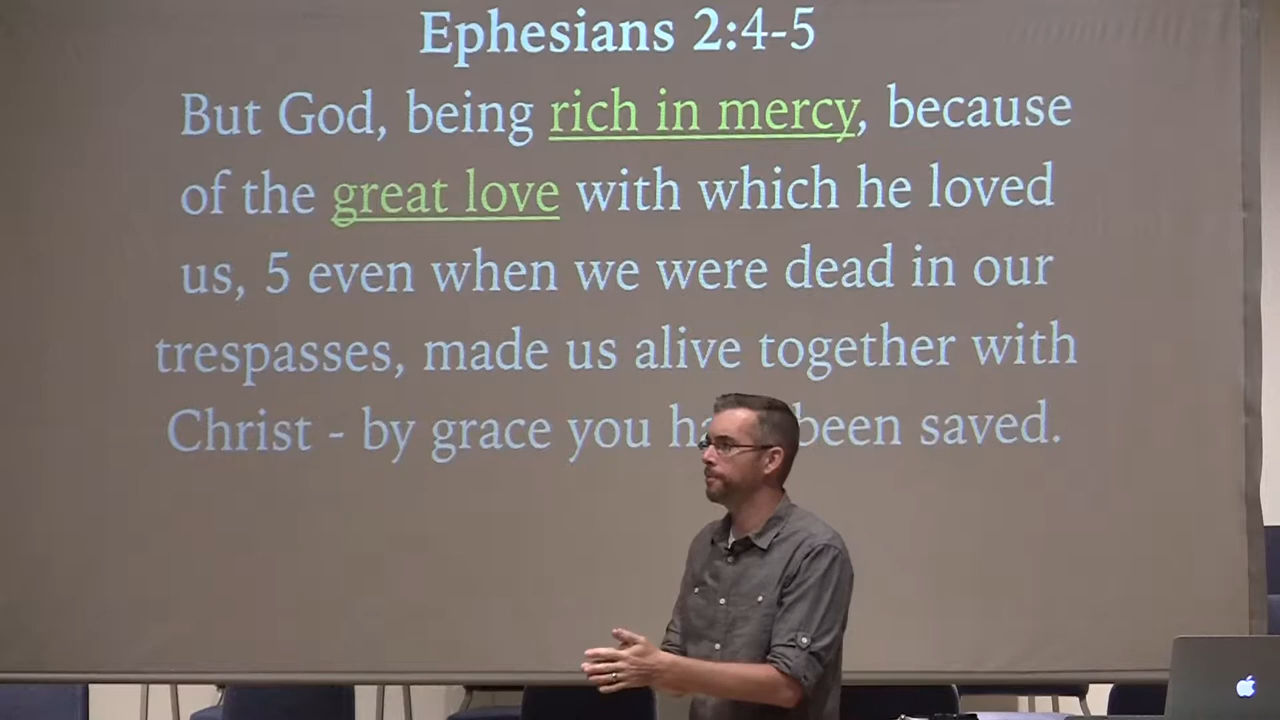 Ephesians 2:4-5
But God, being rich in mercy, because
of the great love with which he loved
us, 5 even when we were dead in our
trespasses, made us alive together with
Christ - by grace you been saved.